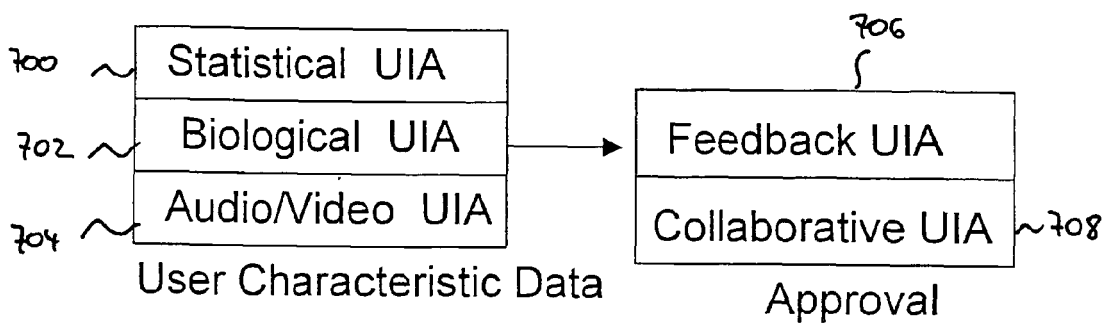 700
Statistical UIA
702
Biological UIA
704
Audio/Video UIA
User Characteristic Data
706
Feedback UIA
Collaborative UIA
708
Approval